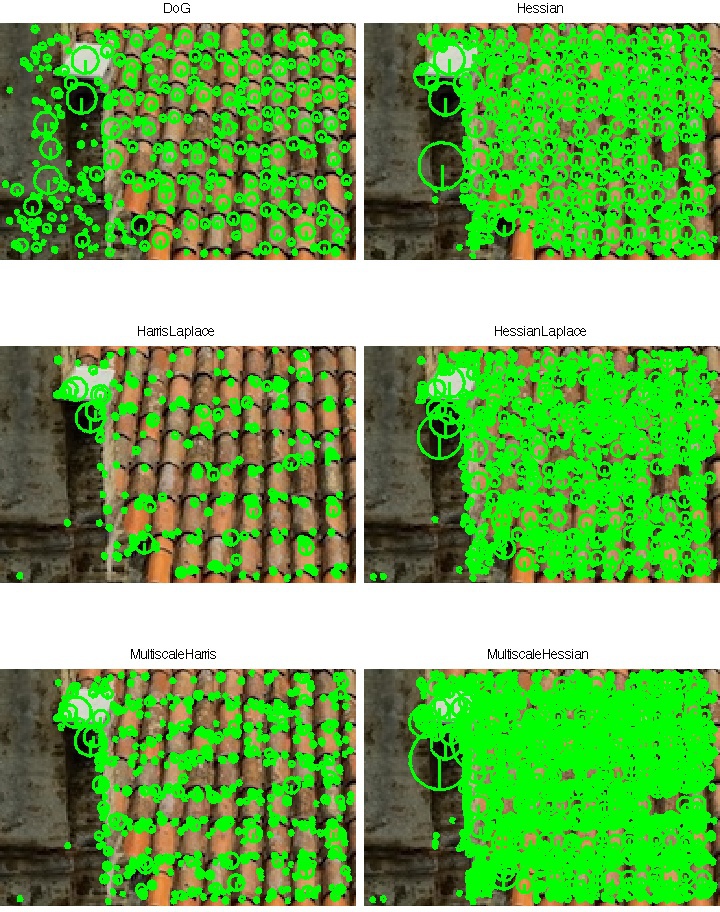 DoG
Hessian
HarrisLaplace
HessianLaplace
MultiscaleHarris
MultiscaleHessian